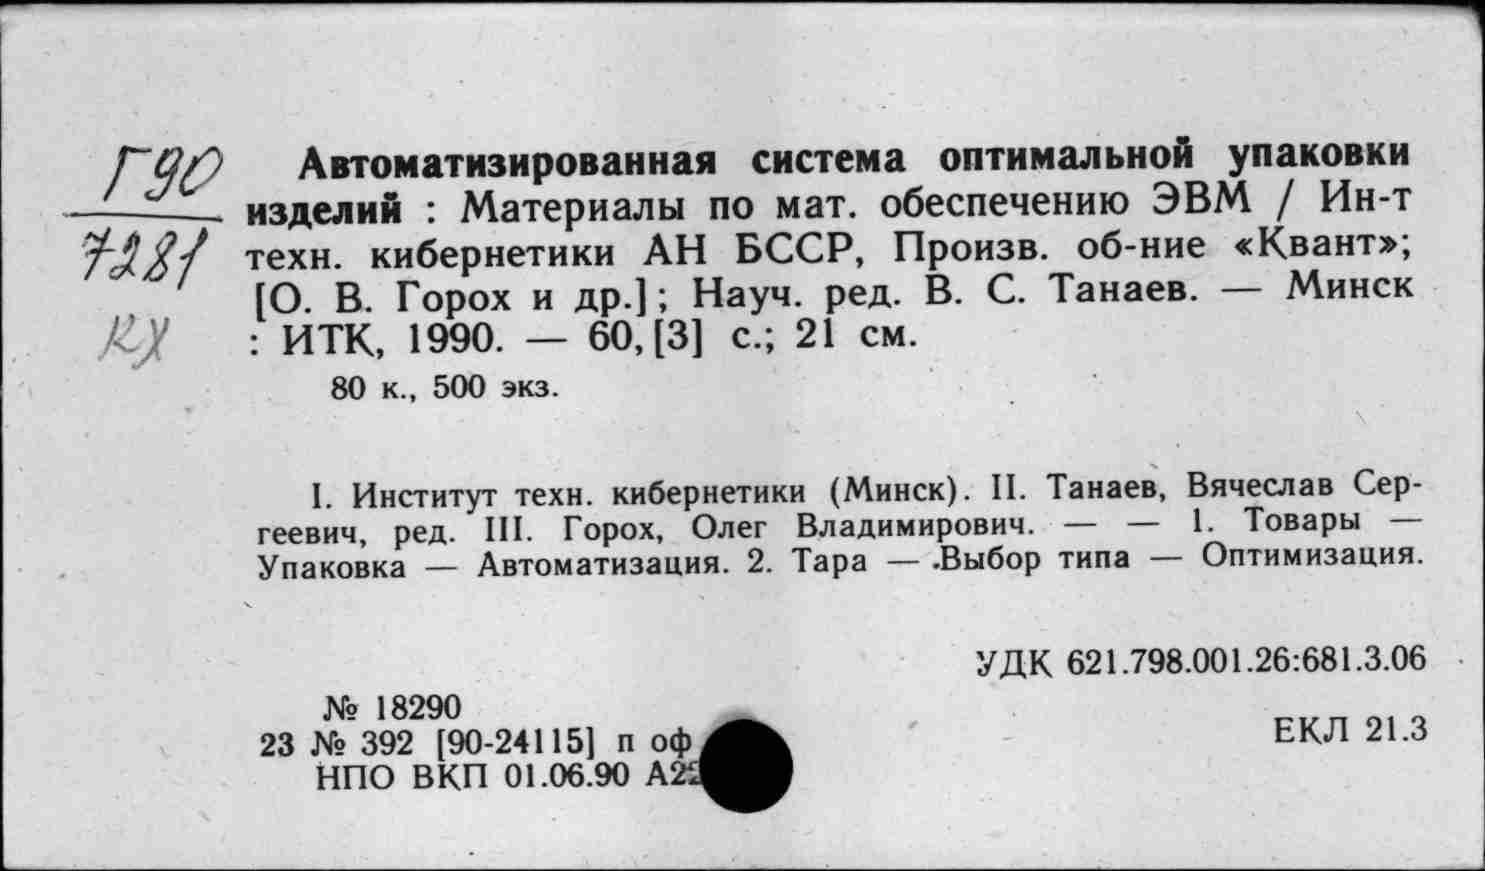 Г90
7281
Автоматизированная система оптимальной упаковки
изделий : Материалы по мат. обеспечению ЭВМ / Ин-т
техн. кибернетики АН БССР, Произв. об-ние «Квант»;
[О. В. Горох и др.]; Науч. ред. В. С. Танаев. — Минск
: ИТК, 1990. — 60, [3] с.; 21 см.
80 к., 500 экз.
I. Институт техн. кибернетики (Минск). II. Танаев, Вячеслав Сер-
геевич, ред. III. Горох, Олег Владимирович. — — 1. Товары —
Упаковка — Автоматизация. 2. Тара — Выбор типа — Оптимизация.
УДК 621.798.001.26:681.3.06
№ 18290
23 № 392 [90-24115] п оф
НПО ВКП 01.06.90
ЕКЛ 21.3